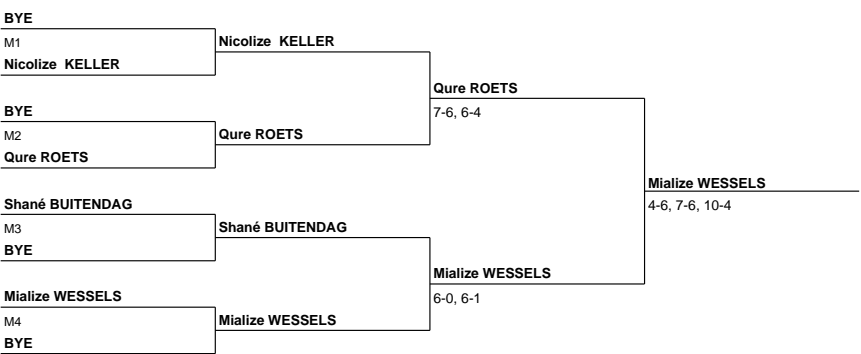 BYE
M1
Nicolize KELLER
Nicolize KELLER
Qure ROETS
7-6, 6-4
BYE
M2
Qure ROETS
Qure ROETS
Mialize WESSELS
4-6, 7-6, 10-4
Shané BUITENDAG
M3
BYE
Shané BUITENDAG
Mialize WESSELS
6-0, 6-1
Mialize WESSELS
M4
BYE
Mialize WESSELS